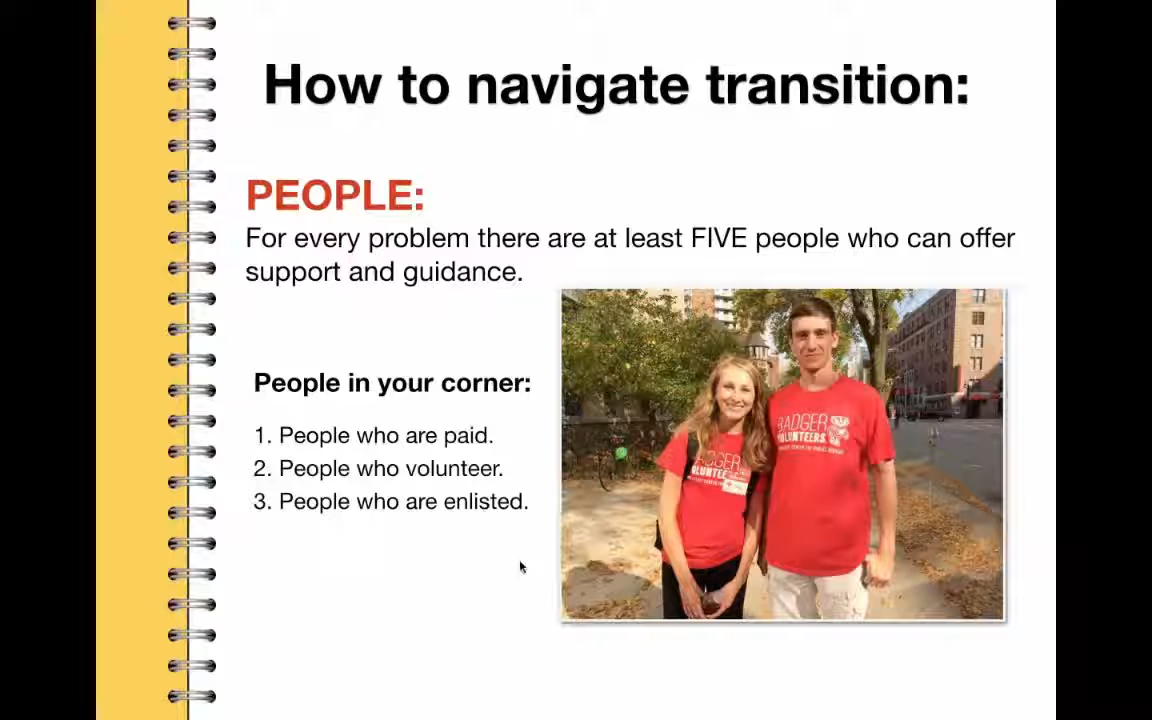 How to navigate transition:
PEOPLE:
For every problem there are at least FIVE people who can offer
support and guidance.
People in your corner:
1. People who are paid.
2. People who volunteer.
3. People who are enlisted.
BADGER
VOLUNTEERS
BADGER
VOLUNTEE